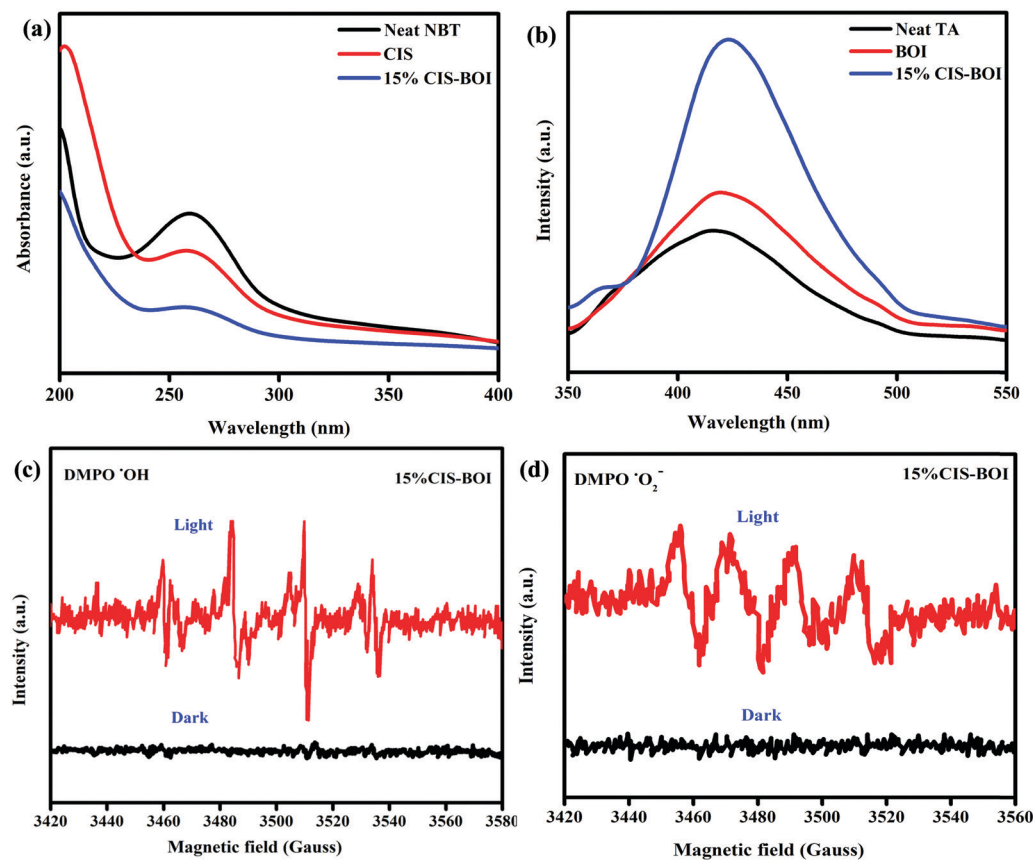 (a)
Neat NBT
CIS
15% CIS-BOI
Absorbance (a.u.)
200 250 300 350 400
Wavelength (nm)
(b)
Neat TA
BOI
15% CIS-BOI
Intensity (a.u.)
350 400 450 500 550
Wavelength (nm)
(c)
DMPO ˙OH
15%CIS-BOI
Light
Dark
Intensity (a.u.)
3420 3440 3460 3480 3500 3520 3540 3560 3580
Magnetic field (Gauss)
(d)
DMPO ˙O₂⁻
15%CIS-BOI
Light
Dark
Intensity (a.u.)
3420 3440 3460 3480 3500 3520 3540 3560
Magnetic field (Gauss)